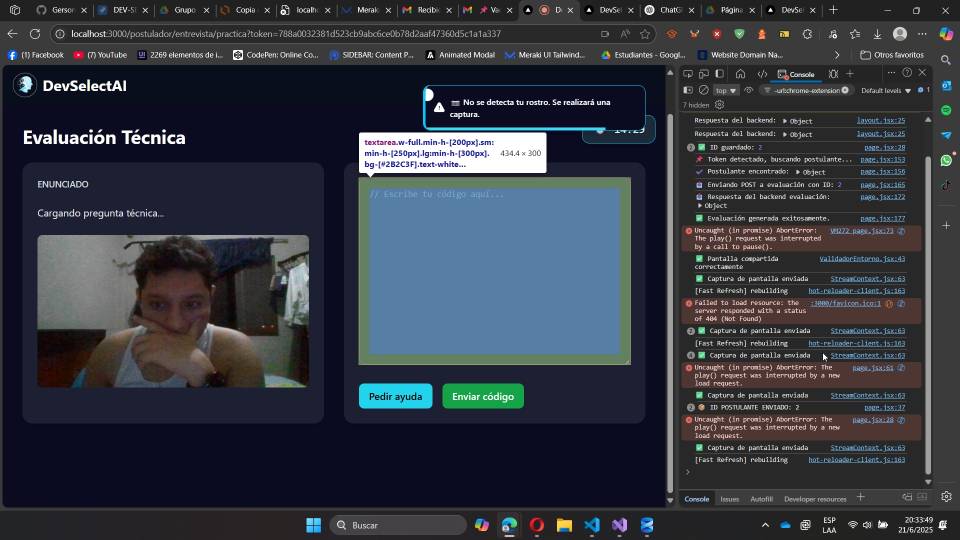 Gerson
DEV-S
Grupo
Copia
localh
Meralo
Recibi
Vac
D
DevSel
ChatG
Págin
DevSel
localhost:3000/postulador/entrevista/practica?token=788a0032381d523cb9abc6ce0b78d2aaf47360d5c1a1a337
(1) Facebook
(7) YouTube
2269 elementos de i...
CodePen: Online Co...
SIDEBAR: Content P...
Animated Modal
Meraki UI Tailwind...
Estudiantes - Googl...
Website Domain Na...
Otros favoritos
DevSelectAI
No se detecta tu rostro. Se realizará una
captura.
14:29
Evaluación Técnica
textarea.w-full.min-h-[200px].sm:
min-h-[250px].lg:min-h-[300px].
bg-[#2B2C3F].text-white...
434.4 × 300
ENUNCIADO
Cargando pregunta técnica...
// Escribe tu código aquí...
Pedir ayuda
Enviar código
Console
top
-url:chrome-extension
Default levels
1
7 hidden
Respuesta del backend: Object layout.jsx:25
Respuesta del backend: Object layout.jsx:25
2 ID guardado: 2 page.jsx:28
Token detectado, buscando postulante... page.jsx:153
Postulante encontrado: Object page.jsx:156
Enviando POST a evaluación con ID: 2 page.jsx:165
Respuesta del backend evaluación: page.jsx:172
Object
Evaluación generada exitosamente. page.jsx:177
Uncaught (in promise) AbortError: VM272 page.jsx:73
The play() request was interrupted
by a call to pause().
Pantalla compartida ValidadorEntorno.jsx:43
correctamente
Captura de pantalla enviada StreamContext.jsx:63
[Fast Refresh] rebuilding hot-reloader-client.js:163
Failed to load resource: the :3000/favicon.ico:1
server responded with a status
of 404 (Not Found)
Captura de pantalla enviada StreamContext.jsx:63
[Fast Refresh] rebuilding hot-reloader-client.js:163
4 Captura de pantalla enviada StreamContext.jsx:63
Uncaught (in promise) AbortError: The page.jsx:61
play() request was interrupted by a new
load request.
Captura de pantalla enviada StreamContext.jsx:63
2 ID POSTULANTE ENVIADO: 2 page.jsx:37
Uncaught (in promise) AbortError: The page.jsx:28
play() request was interrupted by a new
load request.
Captura de pantalla enviada StreamContext.jsx:63
[Fast Refresh] rebuilding hot-reloader-client.js:163
Console
Issues
Autofill
Developer resources
Buscar
ESP
LAA
20:33:49
21/6/2025